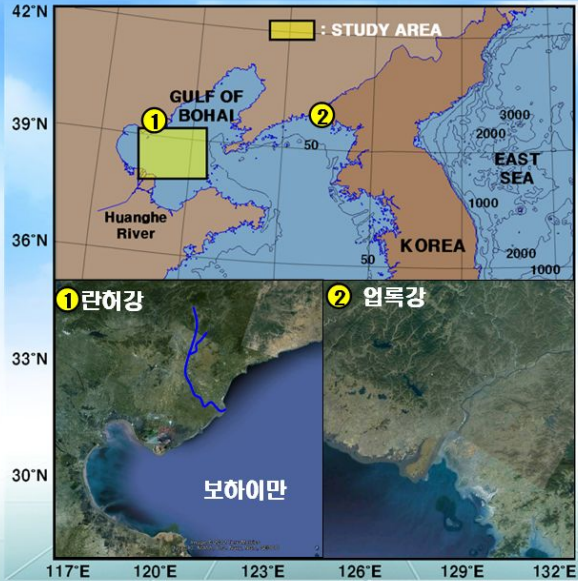 42°N
: STUDY AREA
1
GULF OF
BOHAI
2
39°N
50
3000
2000
EAST
SEA
1000
Huanghe
River
36°N
KOREA
50
2000
1000
1 란허강
2 업록강
33°N
보하이만
30°N
117°E 120°E 123°E 126°E 129°E 132°E